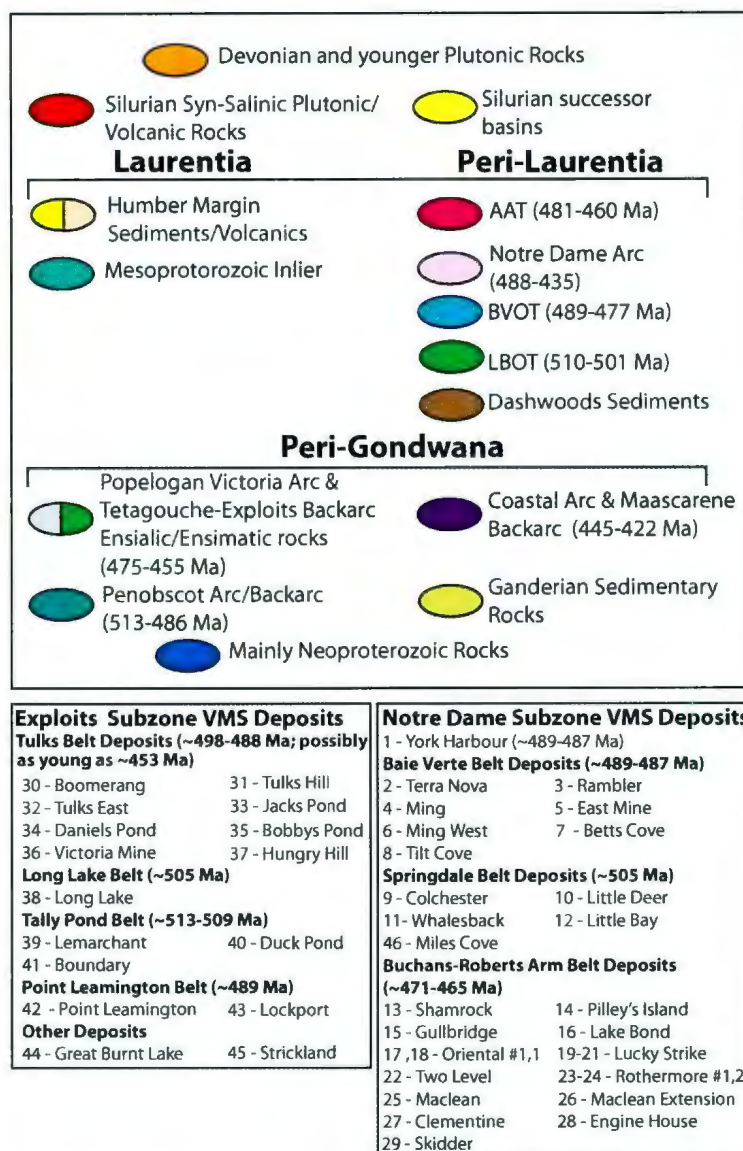 Devonian and younger Plutonic Rocks
Silurian Syn-Salinic Plutonic/
Volcanic Rocks
Silurian successor
basins
Laurentia
Humber Margin
Sediments/Volcanics
Mesoprotorozoic Inlier
Peri-Laurentia
AAT (481-460 Ma)
Notre Dame Arc
(488-435)
BVOT (489-477 Ma)
LBOT (510-501 Ma)
Dashwoods Sediments
Peri-Gondwana
Popelogan Victoria Arc &
Tetagouche-Exploits Backarc
Ensialic/Ensimatic rocks
(475-455 Ma)
Penobscot Arc/Backarc
(513-486 Ma)
Coastal Arc & Maascarene
Backarc (445-422 Ma)
Ganderian Sedimentary
Rocks
Mainly Neoproterozoic Rocks
Exploits Subzone VMS Deposits
Tulks Belt Deposits (~498-488 Ma; possibly
as young as ~453 Ma)
30 - Boomerang 31 - Tulks Hill
32 - Tulks East 33 - Jacks Pond
34 - Daniels Pond 35 - Bobbys Pond
36 - Victoria Mine 37 - Hungry Hill
Long Lake Belt (~505 Ma)
38 - Long Lake
Tally Pond Belt (~513-509 Ma)
39 - Lemarchant 40 - Duck Pond
41 - Boundary
Point Leamington Belt (~489 Ma)
42 - Point Leamington 43 - Lockport
Other Deposits
44 - Great Burnt Lake 45 - Strickland
Notre Dame Subzone VMS Deposits
1 - York Harbour (~489-487 Ma)
Baie Verte Belt Deposits (~489-487 Ma)
2 - Terra Nova 3 - Rambler
4 - Ming 5 - East Mine
6 - Ming West 7 - Betts Cove
8 - Tilt Cove
Springdale Belt Deposits (~505 Ma)
9 - Colchester 10 - Little Deer
11- Whalesback 12 - Little Bay
46 - Miles Cove
Buchans-Roberts Arm Belt Deposits
(~471-465 Ma)
13 - Shamrock 14 - Pilley's Island
15 - Gullbridge 16 - Lake Bond
17 ,18 - Oriental #1,1 19-21 - Lucky Strike
22 - Two Level 23-24 - Rothermore #1,2
25 - Maclean 26 - Maclean Extension
27 - Clementine 28 - Engine House
29 - Skidder